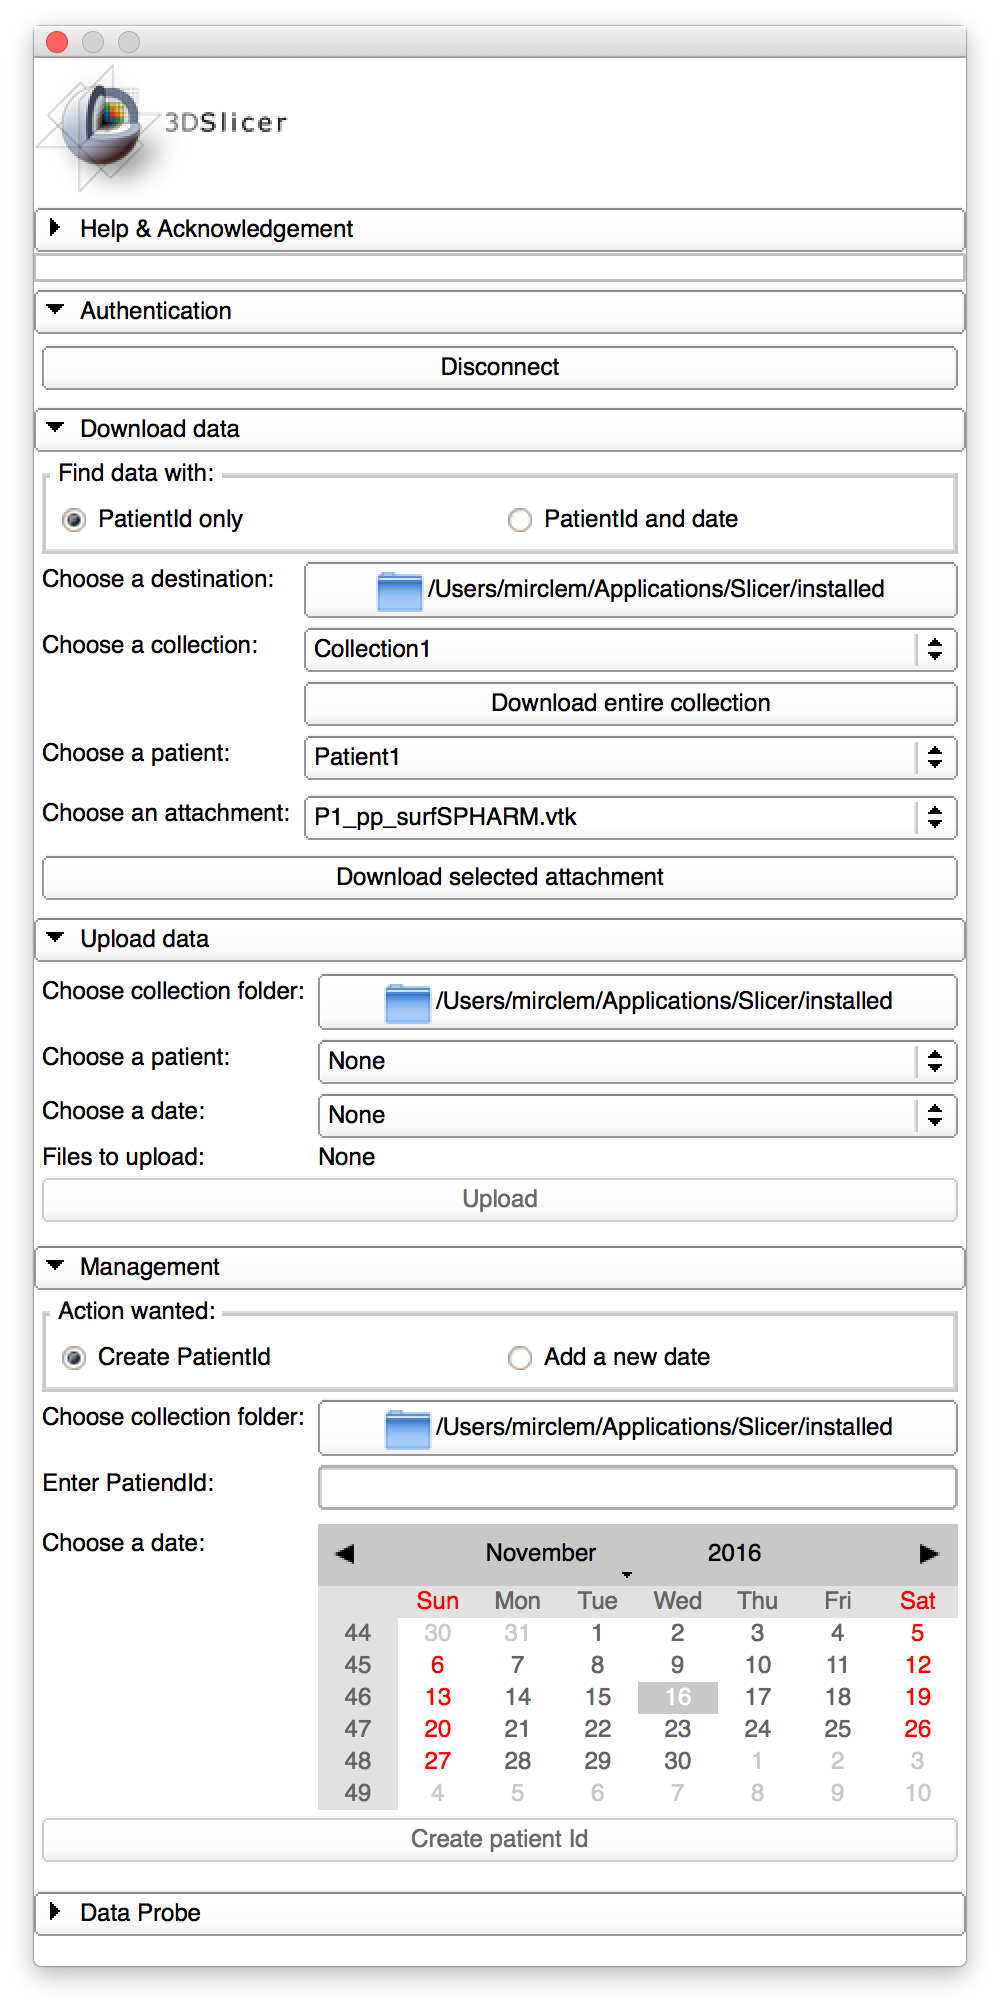 3DSlicer
Help & Acknowledgement
Authentication
Disconnect
Download data
Find data with:
PatientId only PatientId and date
Choose a destination: /Users/mirclem/Applications/Slicer/installed
Choose a collection: Collection1
Download entire collection
Choose a patient: Patient1
Choose an attachment: P1_pp_surfSPHARM.vtk
Download selected attachment
Upload data
Choose collection folder: /Users/mirclem/Applications/Slicer/installed
Choose a patient: None
Choose a date: None
Files to upload: None
Upload
Management
Action wanted:
Create PatientId Add a new date
Choose collection folder: /Users/mirclem/Applications/Slicer/installed
Enter PatiendId:
Choose a date: November 2016
Sun Mon Tue Wed Thu Fri Sat
44 30 31 1 2 3 4 5
45 6 7 8 9 10 11 12
46 13 14 15 16 17 18 19
47 20 21 22 23 24 25 26
48 27 28 29 30 1 2 3
49 4 5 6 7 8 9 10
Create patient Id
Data Probe